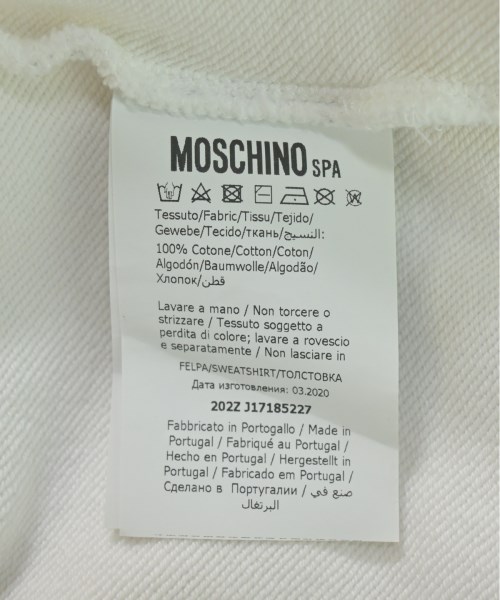 MOSCHINO SPA
Tessuto/Fabric/Tissu/Tejido/
Gewebe/Tecido/ткань/النسيج:
100% Cotone/Cotton/Coton/
Algodón/Baumwolle/Algodão/
Хлопок/قطن
Lavare a mano / Non torcere o
strizzare / Tessuto soggetto a
perdita di colore; lavare a rovescio
e separatamente / Non lasciare in
FELPA/SWEATSHIRT/ТОЛСТОВКА
Дата изготовления: 03.2020
202Z J17185227
Fabbricato in Portogallo / Made in
Portugal / Fabriqué au Portugal /
Hecho en Portugal / Hergestellt in
Portugal / Fabricado em Portugal /
Сделано в Португалии / صنع في
البرتغال